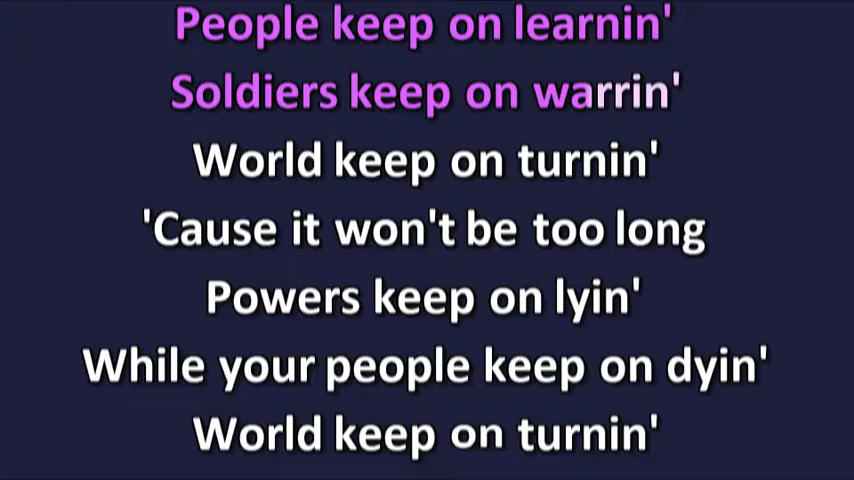 People keep on learnin'
Soldiers keep on warrin'
World keep on turnin'
'Cause it won't be too long
Powers keep on lyin'
While your people keep on dyin'
World keep on turnin'